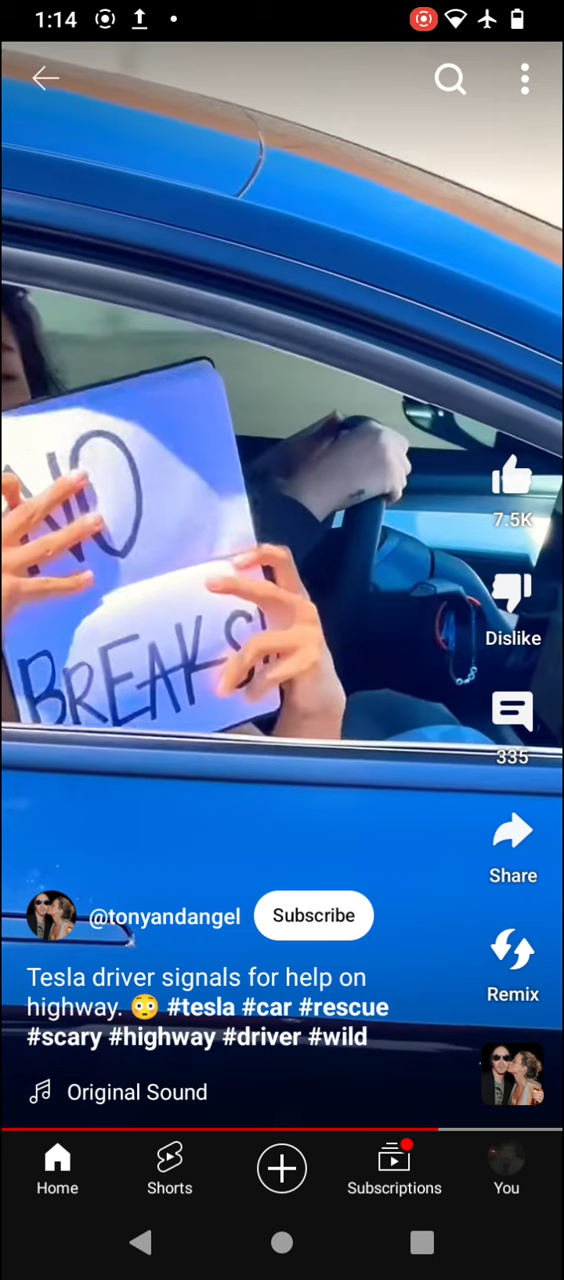 1:14
NO
BREAKS!
7.5K
Dislike
335
Share
@tonyandangel
Subscribe
Remix
Tesla driver signals for help on
highway. 😳 #tesla #car #rescue
#scary #highway #driver #wild
Original Sound
Home
Shorts
Subscriptions
You